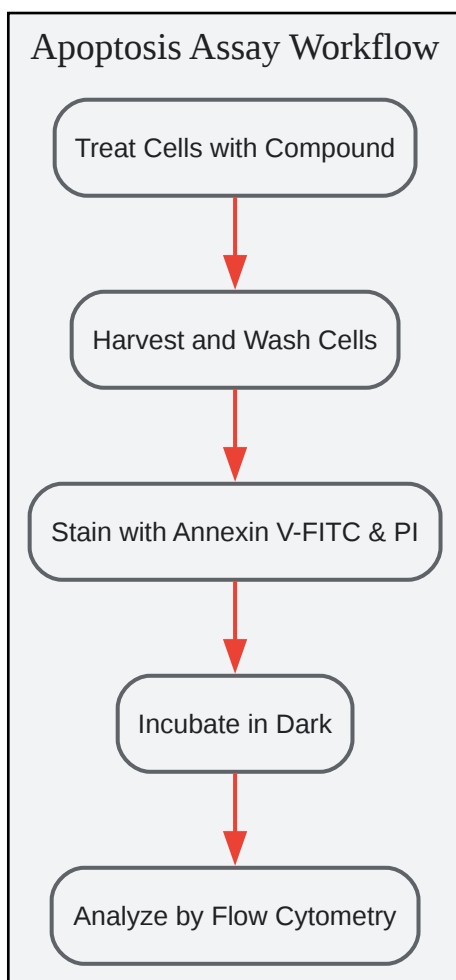 Apoptosis Assay Workflow
Treat Cells with Compound
Harvest and Wash Cells
Stain with Annexin V-FITC & PI
Incubate in Dark
Analyze by Flow Cytometry